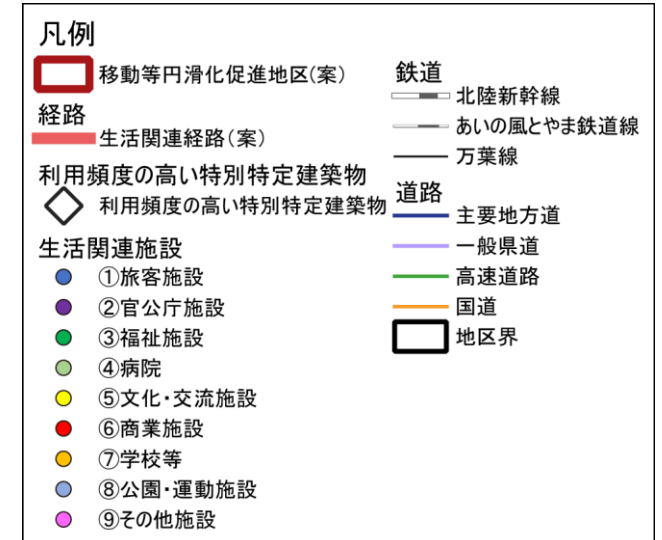 凡例
移動等円滑化促進地区(案)
経路
生活関連経路(案)
利用頻度の高い特別特定建築物
利用頻度の高い特別特定建築物
生活関連施設
①旅客施設
②官公庁施設
③福祉施設
④病院
⑤文化・交流施設
⑥商業施設
⑦学校等
⑧公園・運動施設
⑨その他施設
鉄道
北陸新幹線
あいの風とやま鉄道線
万葉線
道路
主要地方道
一般県道
高速道路
国道
地区界